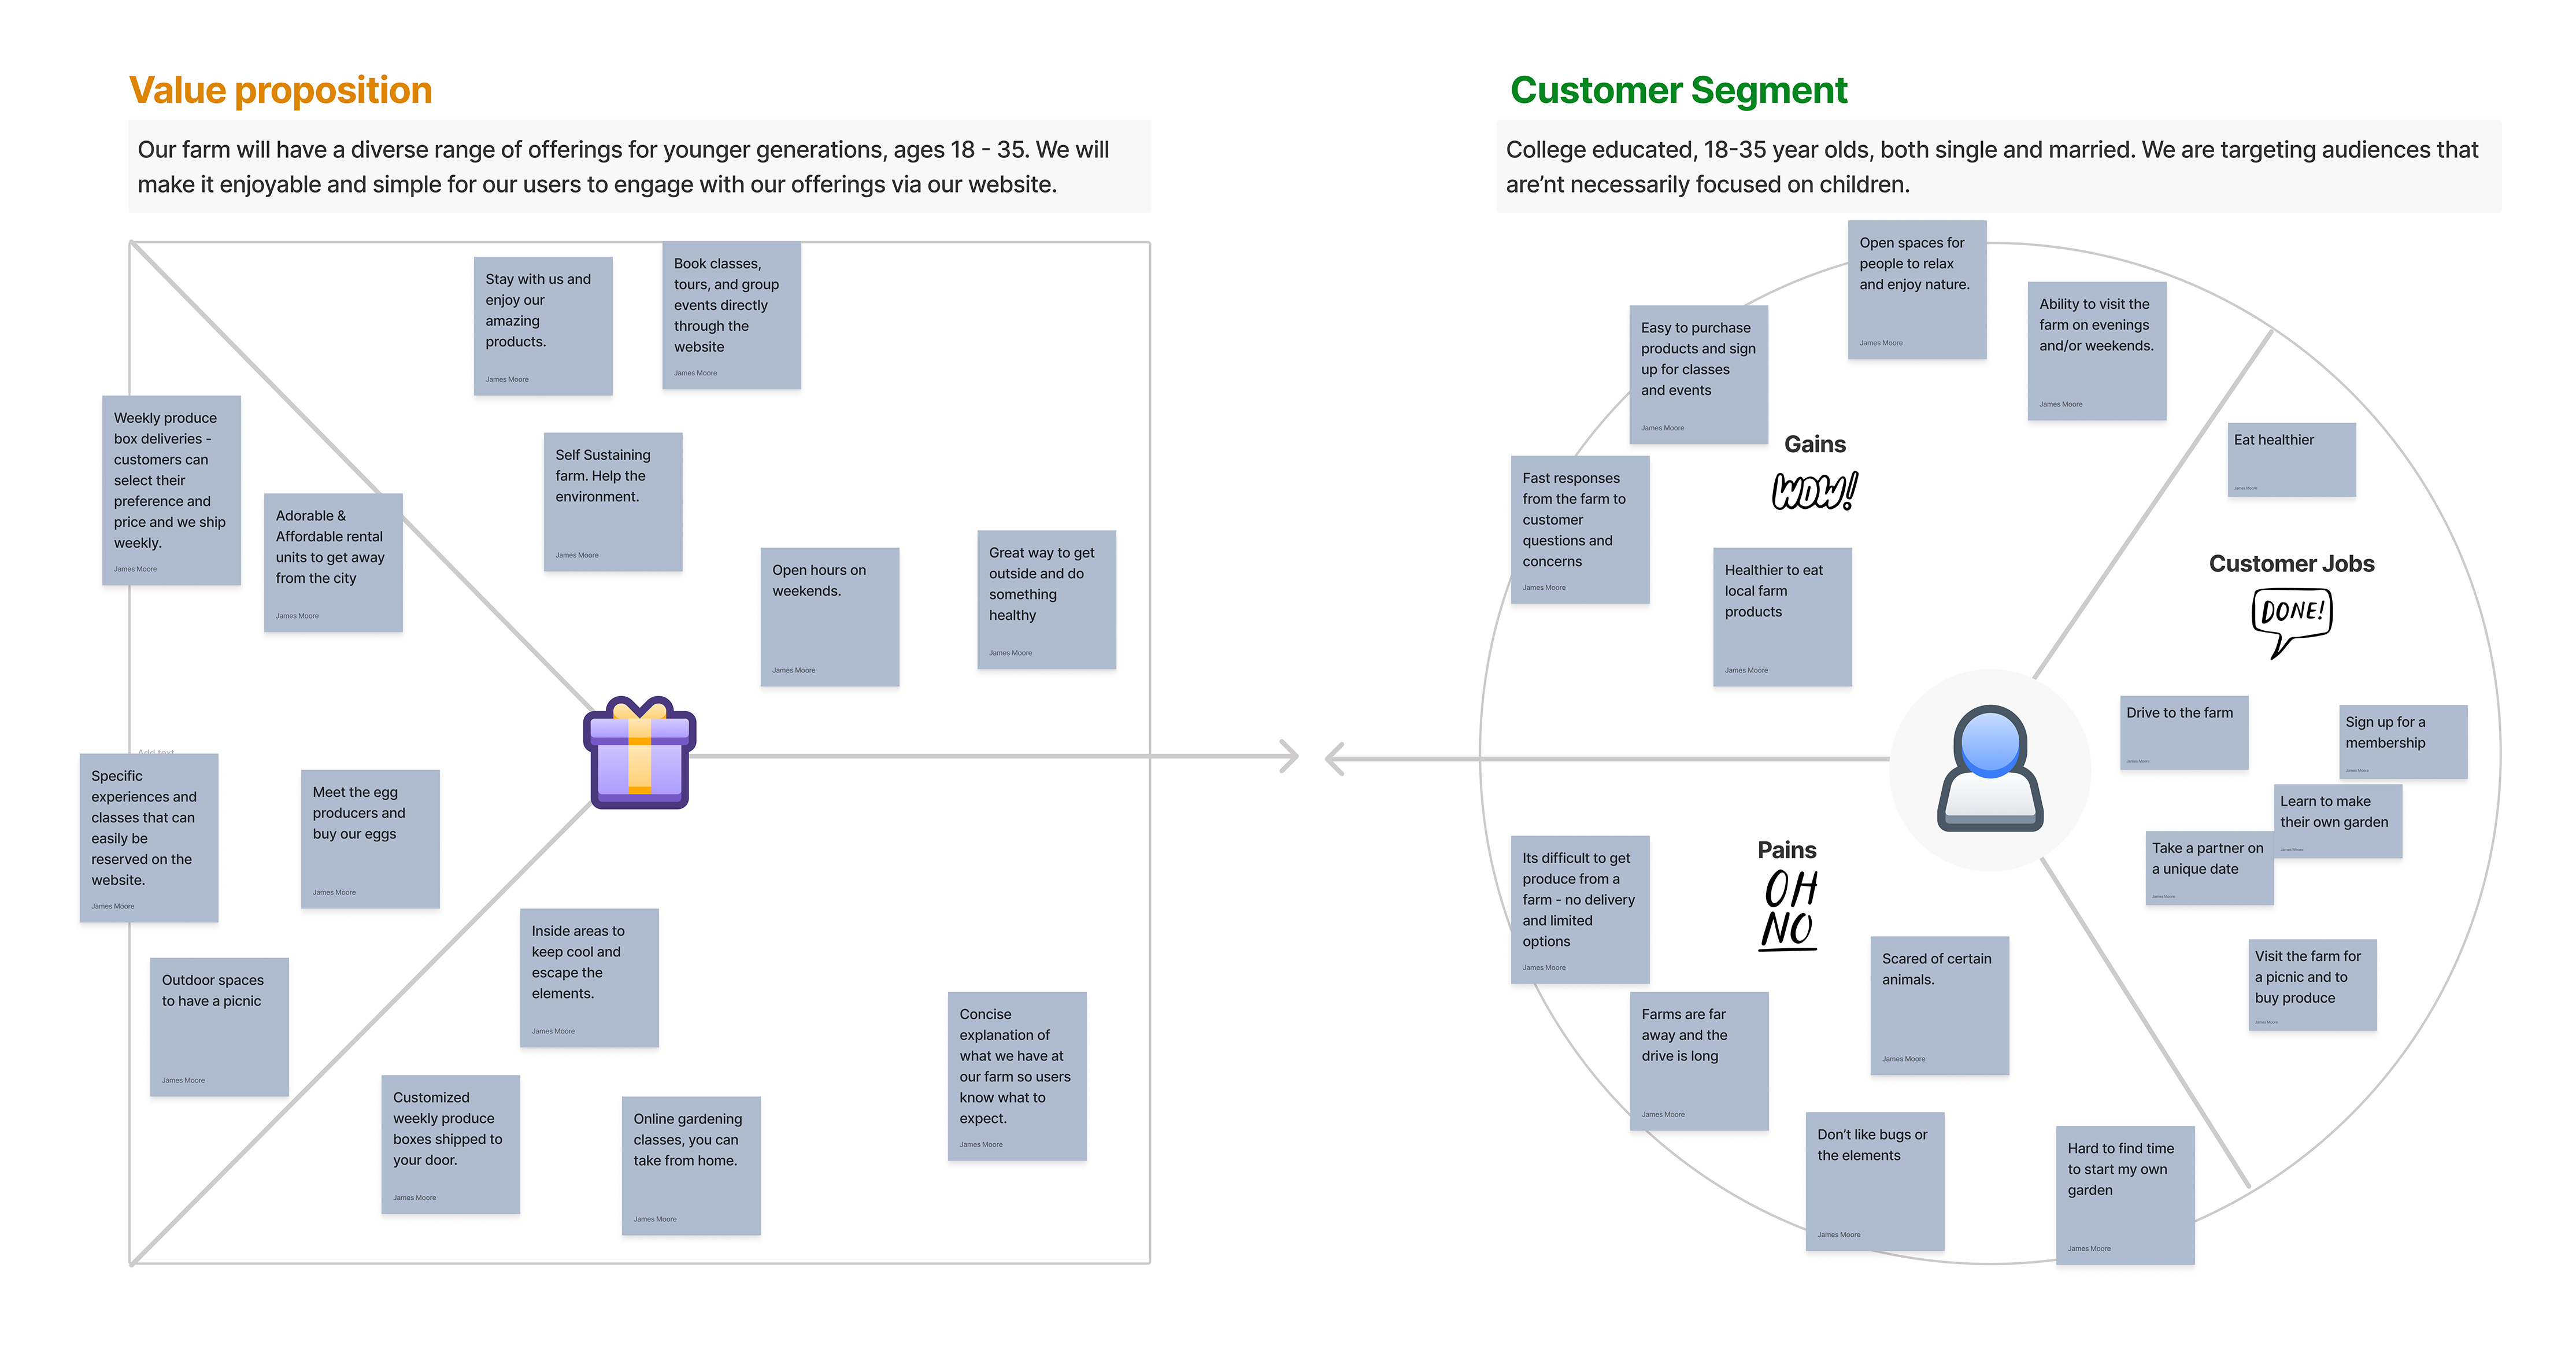 Value proposition
Our farm will have a diverse range of offerings for younger generations, ages 18 - 35. We will
make it enjoyable and simple for our users to engage with our offerings via our website.
Stay with us and
enjoy our
amazing
products.
James Moore
Book classes,
tours, and group
events directly
through the
website
James Moore
Weekly produce
box deliveries -
customers can
select their
preference and
price and we ship
weekly.
James Moore
Adorable &
Affordable rental
units to get away
from the city
James Moore
Self Sustaining
farm. Help the
environment.
James Moore
Open hours on
weekends.
James Moore
Great way to get
outside and do
something
healthy
James Moore
Add text
Specific
experiences and
classes that can
easily be
reserved on the
website.
James Moore
Meet the egg
producers and
buy our eggs
James Moore
Outdoor spaces
to have a picnic
James Moore
Inside areas to
keep cool and
escape the
elements.
James Moore
Customized
weekly produce
boxes shipped to
your door.
James Moore
Online gardening
classes, you can
take from home.
James Moore
Concise
explanation of
what we have at
our farm so users
know what to
expect.
James Moore
Customer Segment
College educated, 18-35 year olds, both single and married. We are targeting audiences that
are’nt necessarily focused on children.
Open spaces for
people to relax
and enjoy nature.
James Moore
Ability to visit the
farm on evenings
and/or weekends.
James Moore
Easy to purchase
products and sign
up for classes
and events
James Moore
Gains
WOW!
Fast responses
from the farm to
customer
questions and
concerns
James Moore
Healthier to eat
local farm
products
James Moore
Eat healthier
James Moore
Customer Jobs
DONE!
Drive to the farm
James Moore
Sign up for a
membership
James Moore
Learn to make
their own garden
James Moore
Take a partner on
a unique date
James Moore
Visit the farm for
a picnic and to
buy produce
James Moore
Pains
OH
NO
Its difficult to get
produce from a
farm - no delivery
and limited
options
James Moore
Scared of certain
animals.
James Moore
Farms are far
away and the
drive is long
James Moore
Don’t like bugs or
the elements
James Moore
Hard to find time
to start my own
garden
James Moore